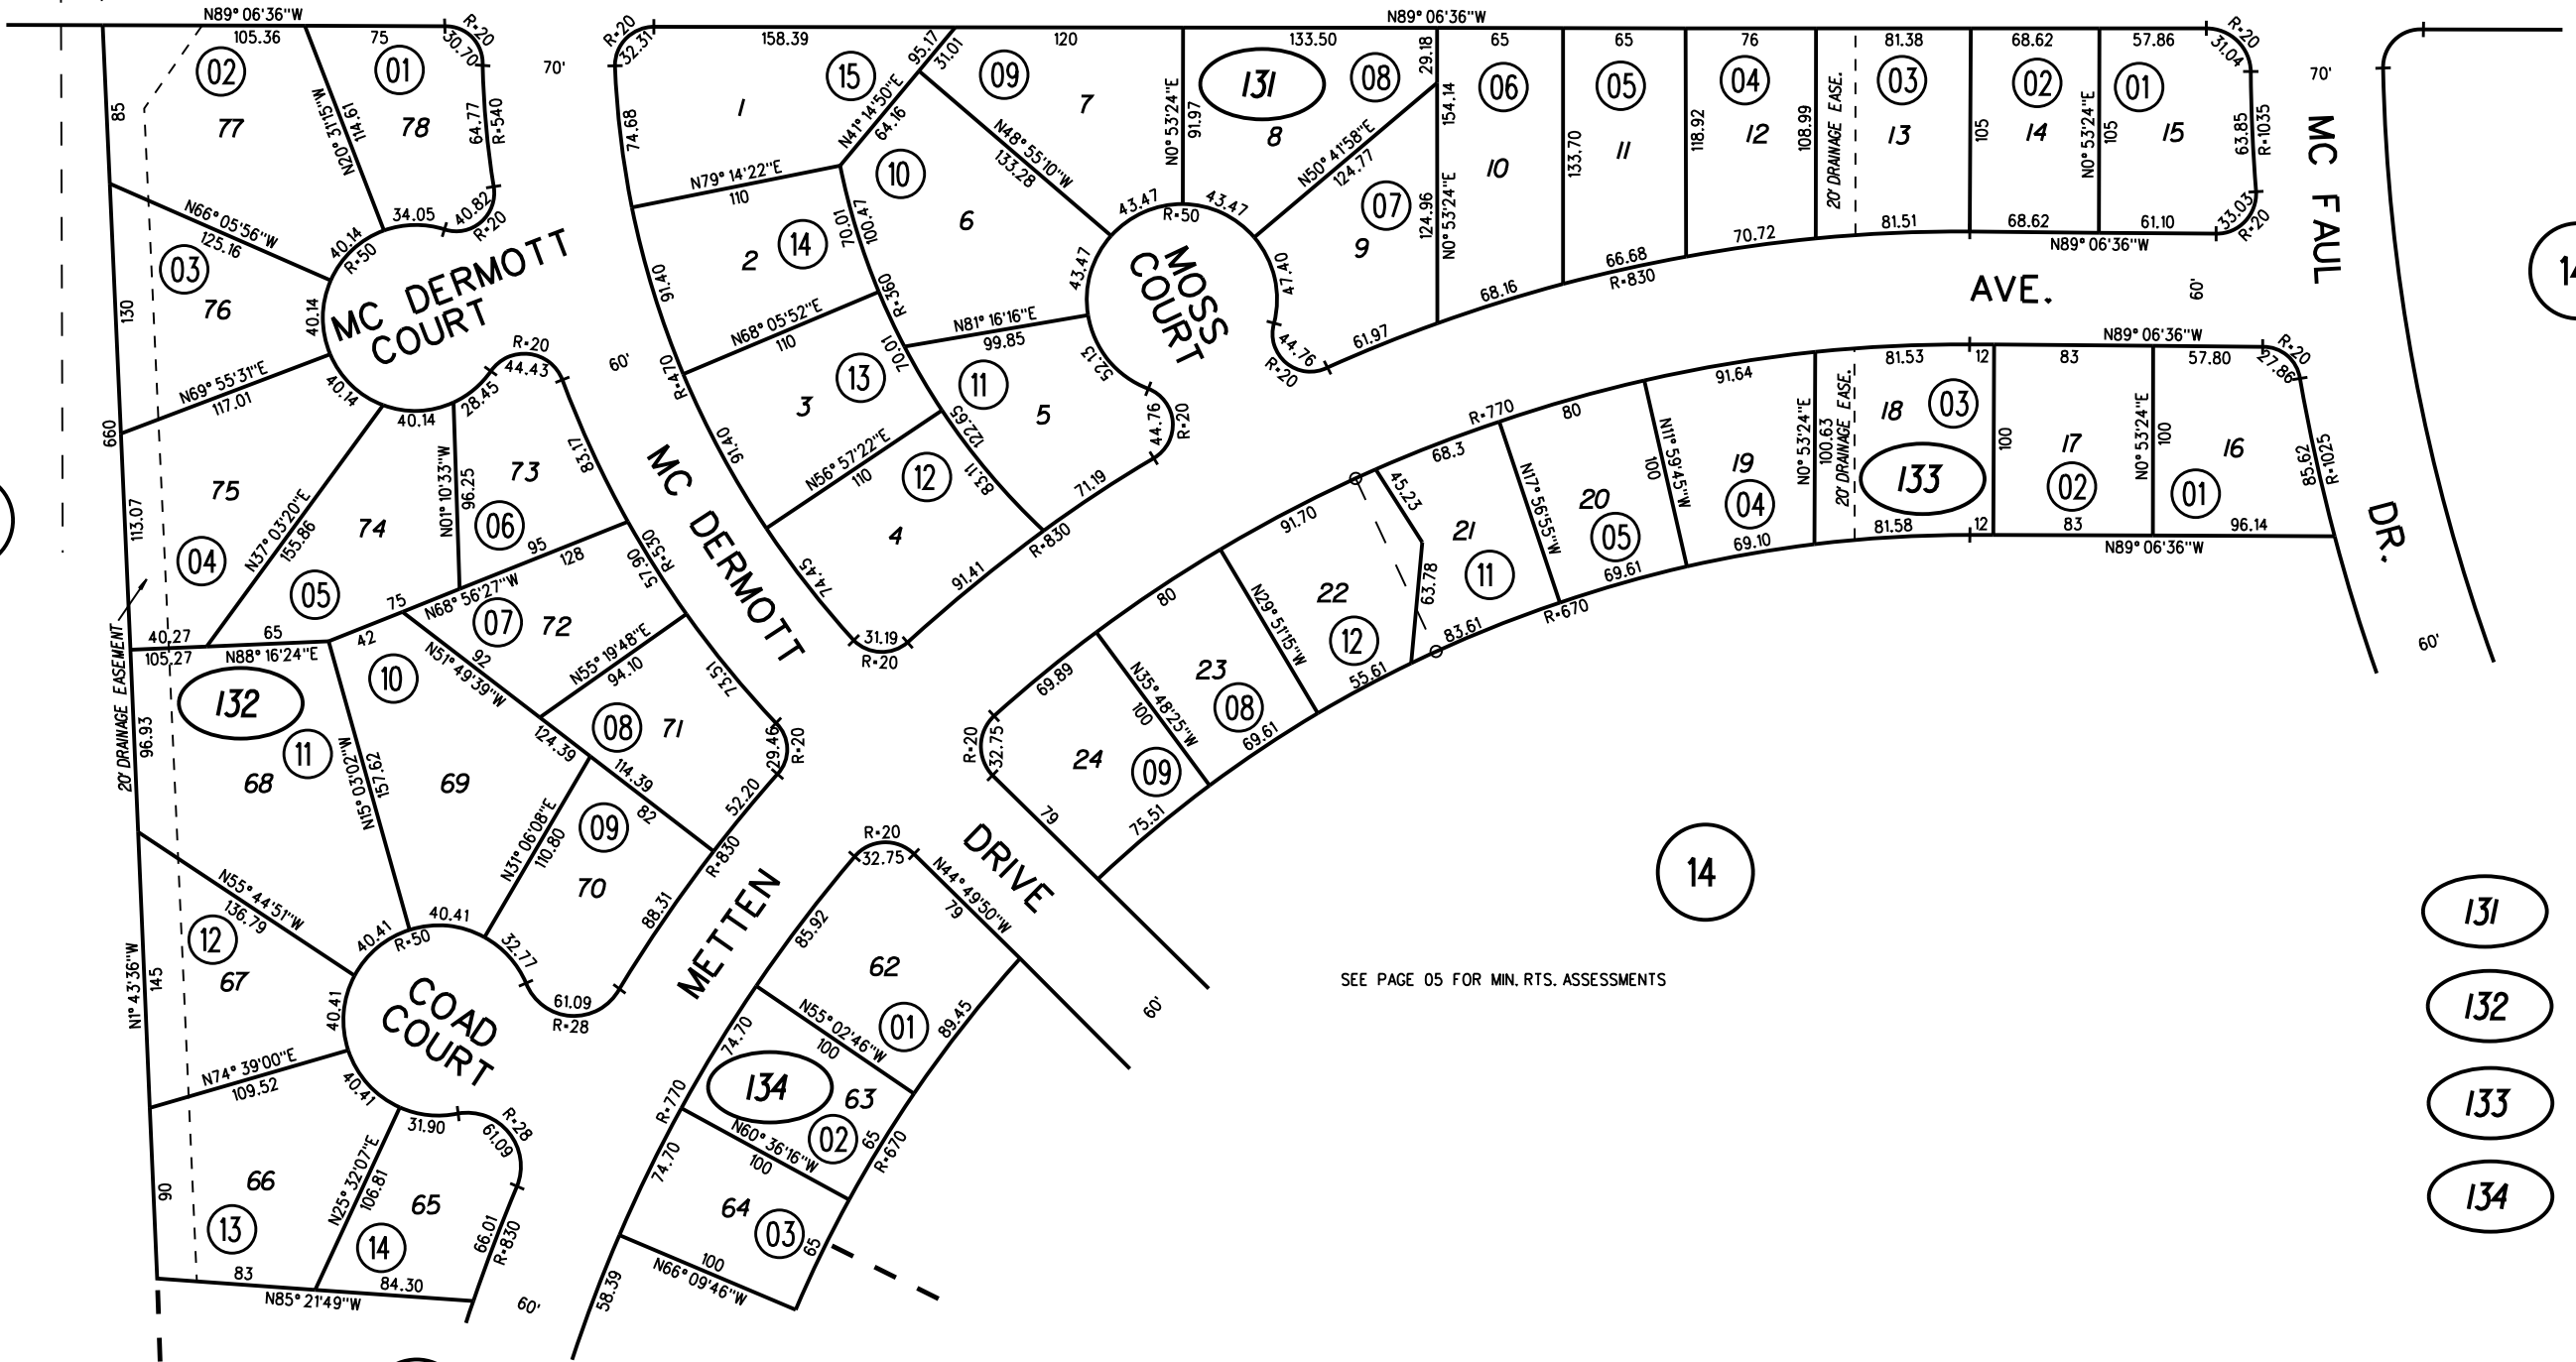 N89° 06'36"W
105.36
75
30.70
R=20
02
01
77
78
85
N20° 31'15"W
114.61
64.77
R=540
70'
N66° 05'56"W
125.16
40.14
R=50
34.05
40.82
R=20
03
76
130
40.14
MC DERMOTT
COURT
N69° 55'31"E
117.01
40.14
40.14
28.45
R=20
44.43
660
75
04
113.07
N37° 03'20"E
155.86
74
05
N01° 10'33"W
96.25
73
06
83.17
95
128
N68° 56'27"W
75
42
57.90
R=530
40.27
65
105.27
N88° 16'24"E
20' DRAINAGE EASEMENT
132
10
07
72
N51° 49'39"W
92
N55° 19'48"E
94.10
73.51
96.93
11
68
N15° 03'02"W
157.62
69
124.39
114.39
82
08
71
29.46
R=20
52.20
R=830
N31° 06'08"E
110.80
09
70
88.31
N55° 44'51"W
136.79
12
67
40.41
R=50
40.41
32.77
61.09
R=28
N1° 43'36"W
145
40.41
COAD
COURT
N74° 39'00"E
109.52
40.41
31.90
61.09
R=28
66
13
90
N25° 32'07"E
106.81
65
14
66.01
R=830
83
84.30
N85° 21'49"W
60'
R=20
32.31
158.39
N89° 06'36"W
15
1
74.68
95.17
31.01
N41° 14'50"E
64.16
N79° 14'22"E
110
2
14
91.40
70.01
100.47
R=360
N68° 05'52"E
110
60'
R=470
3
13
70.01
91.40
N56° 57'22"E
110
122.65
83.11
12
4
74.45
31.19
R=20
91.41
R=830
MC DERMOTT
120
09
7
N48° 55'10"W
133.28
10
6
N81° 16'16"E
99.85
11
5
52.13
44.76
R=20
71.19
N0° 53'24"E
91.97
133.50
131
08
8
29.18
43.47
R=50
43.47
43.47
47.40
MOSS
COURT
N50° 41'58"E
124.77
07
9
124.96
44.76
R=20
61.97
65
06
154.14
N0° 53'24"E
10
68.16
65
05
133.70
11
66.68
R=830
76
04
118.92
12
70.72
108.99
20' DRAINAGE EASE.
81.38
03
13
81.51
105
68.62
02
14
68.62
N0° 53'24"E
105
57.86
01
15
61.10
N89° 06'36"W
R=20
31.04
63.85
R=1035
33.03
R=20
70'
MC FAUL
DR.
60'
AVE.
60'
14
N89° 06'36"W
81.53
12
83
57.80
R=20
27.86
18
03
133
17
02
16
01
100
N0° 53'24"E
100
85.62
R=1025
81.58
12
83
96.14
N89° 06'36"W
N0° 53'24"E
100.63
20' DRAINAGE EASE.
91.64
19
04
69.10
N11° 59'45"W
100
80
20
05
69.61
R=770
68.3
N17° 56'55"W
21
11
45.23
63.78
83.61
R=670
91.70
22
12
55.61
N29° 51'15"W
80
23
08
69.61
N35° 48'25"W
100
69.89
24
09
75.51
R=20
32.75
79
DRIVE
60'
METTEN
R=20
32.75
N44° 49'50"W
79
85.92
62
01
89.45
N55° 02'46"W
100
74.70
134
63
02
65
R=670
R=770
N60° 36'16"W
100
74.70
64
03
65
100
N66° 09'46"W
58.39
14
SEE PAGE 05 FOR MIN. RTS. ASSESSMENTS
131
132
133
134